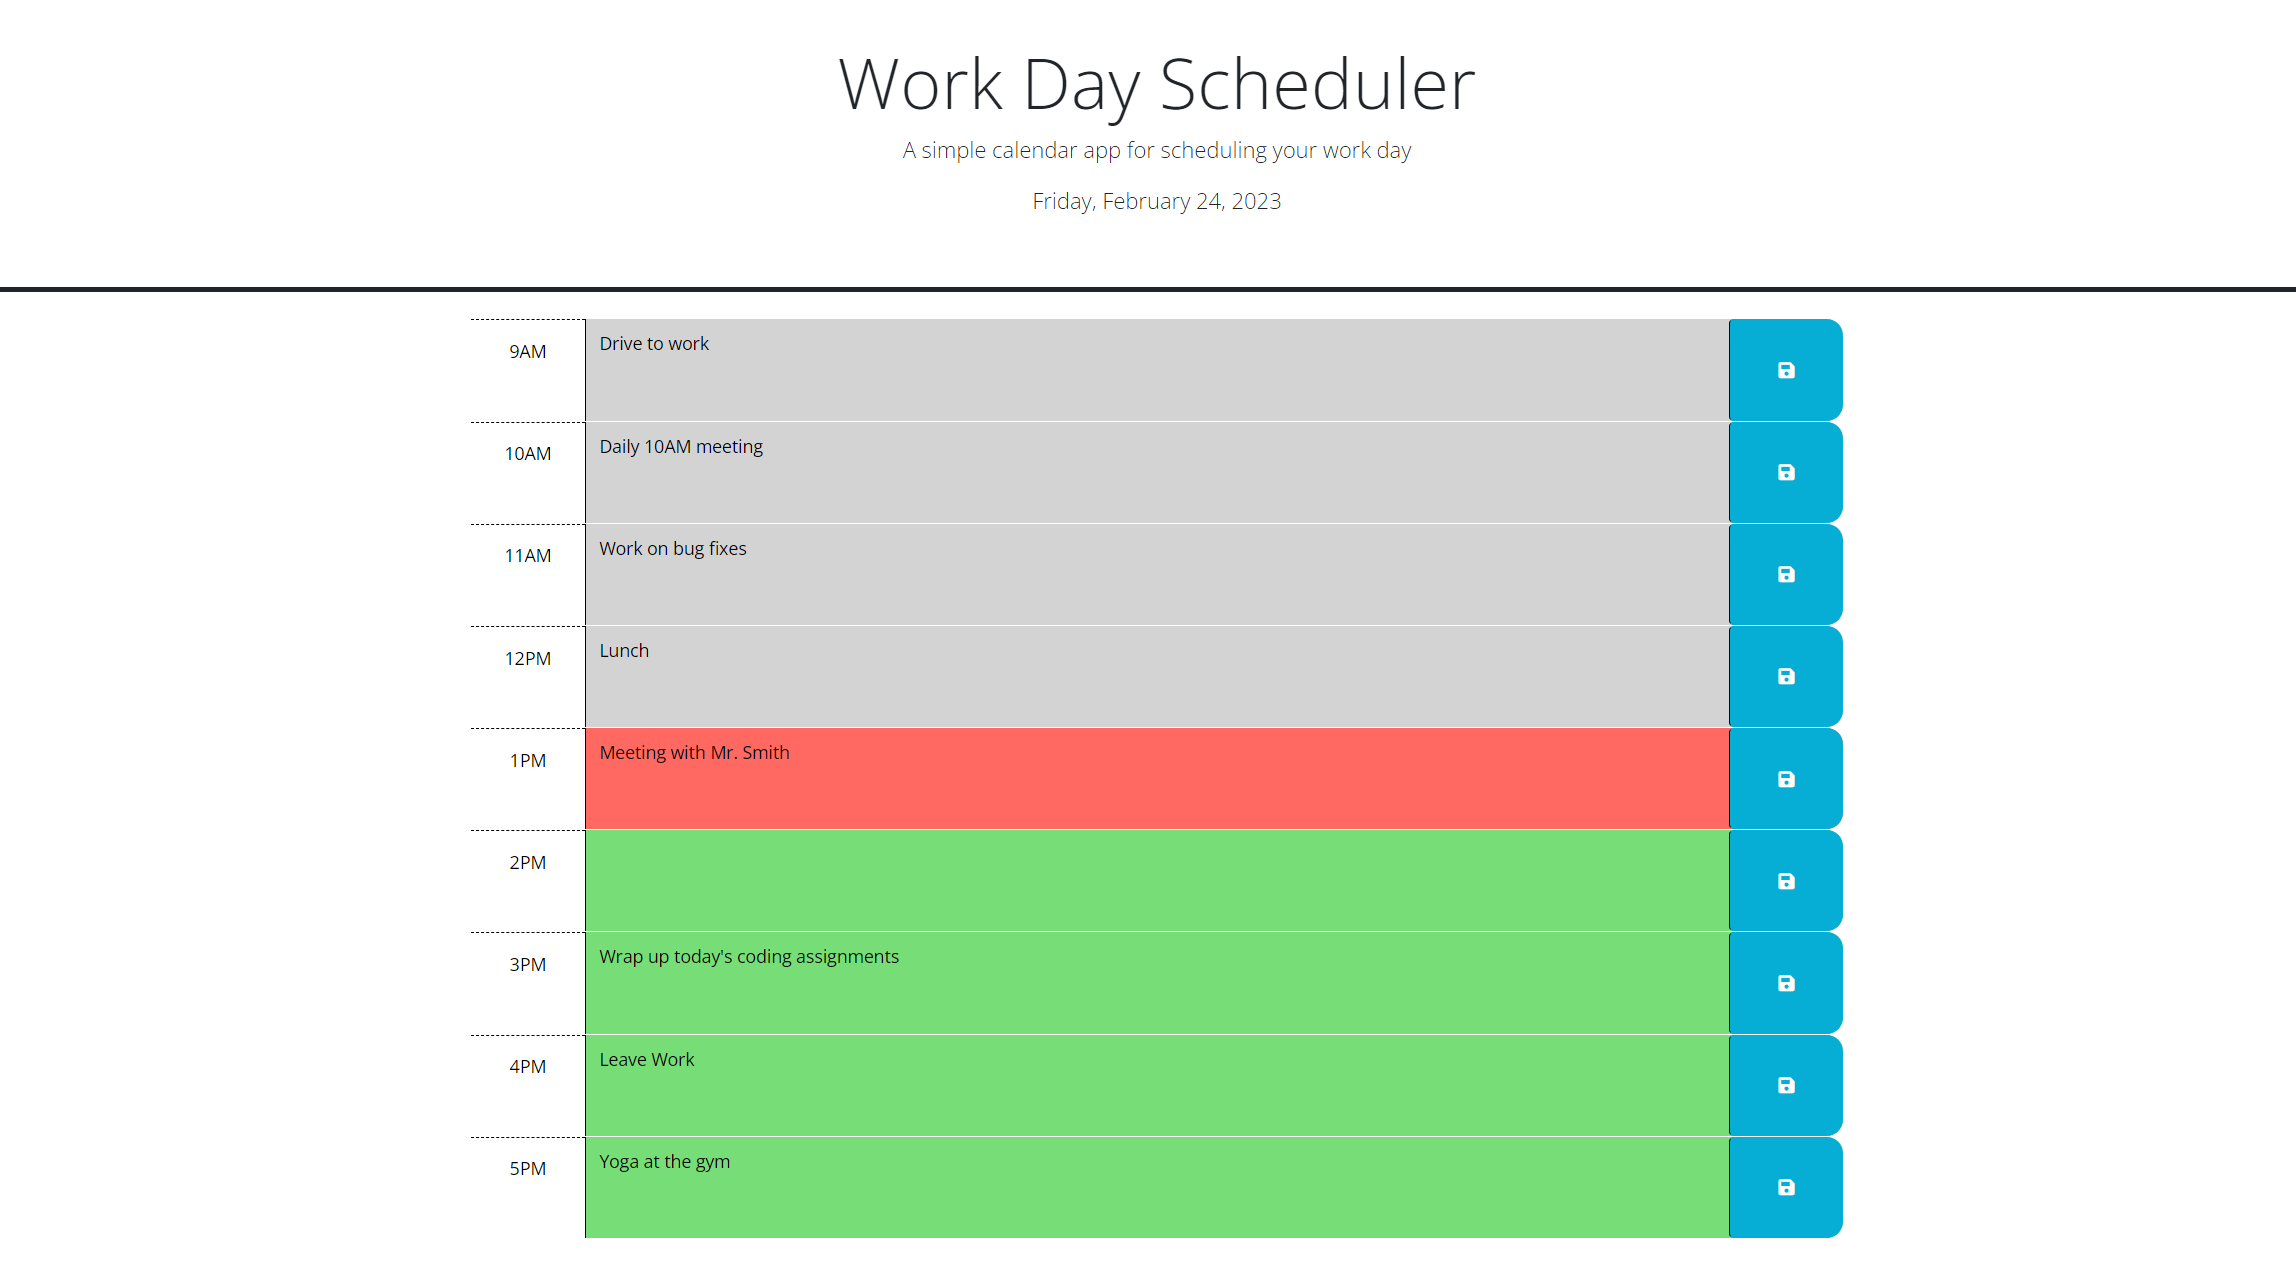 Work Day Scheduler
A simple calendar app for scheduling your work day
Friday, February 24, 2023
9AM
Drive to work
10AM
Daily 10AM meeting
11AM
Work on bug fixes
12PM
Lunch
1PM
Meeting with Mr. Smith
2PM
3PM
Wrap up today's coding assignments
4PM
Leave Work
5PM
Yoga at the gym